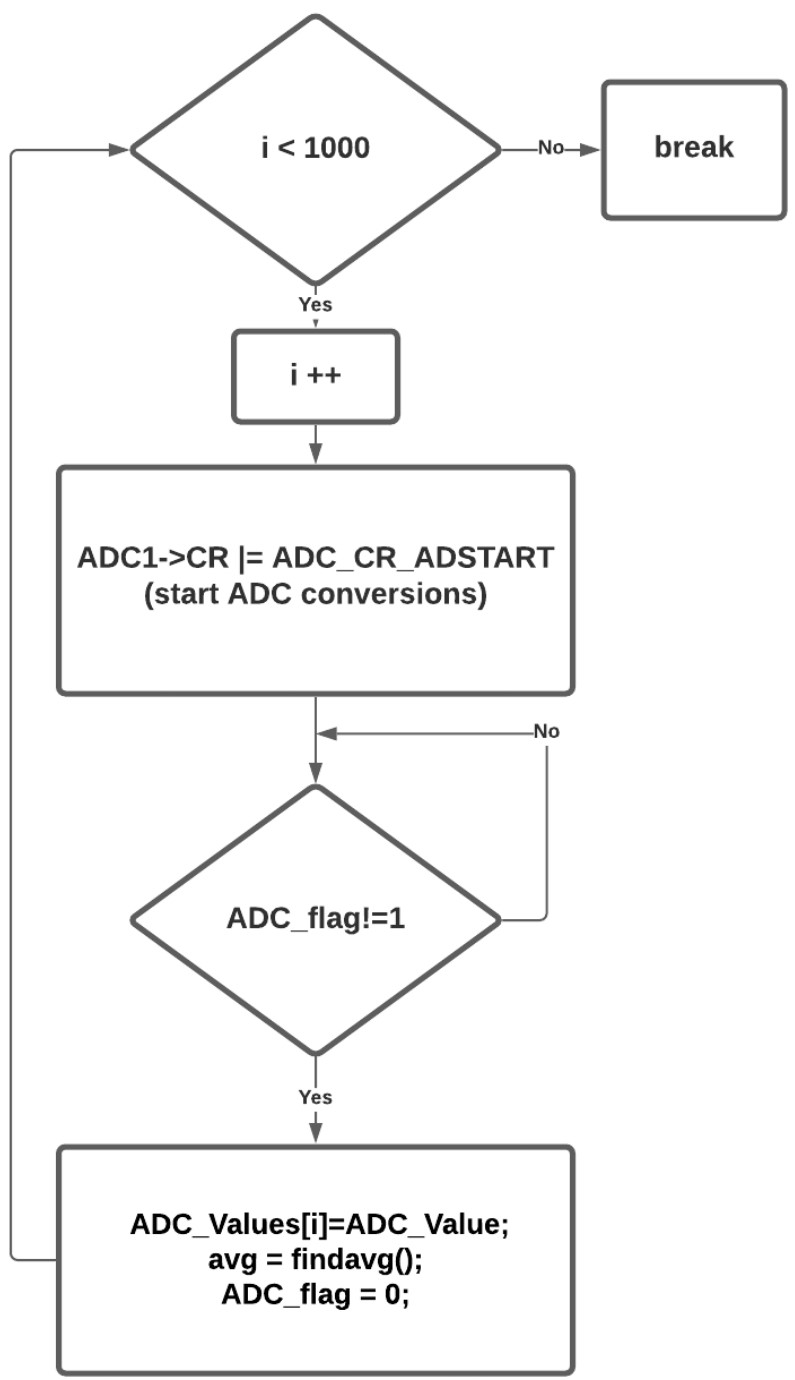 i < 1000
No
break
Yes
i ++
ADC1->CR |= ADC_CR_ADSTART
(start ADC conversions)
No
ADC_flag!=1
Yes
ADC_Values[i]=ADC_Value;
avg = findavg();
ADC_flag = 0;